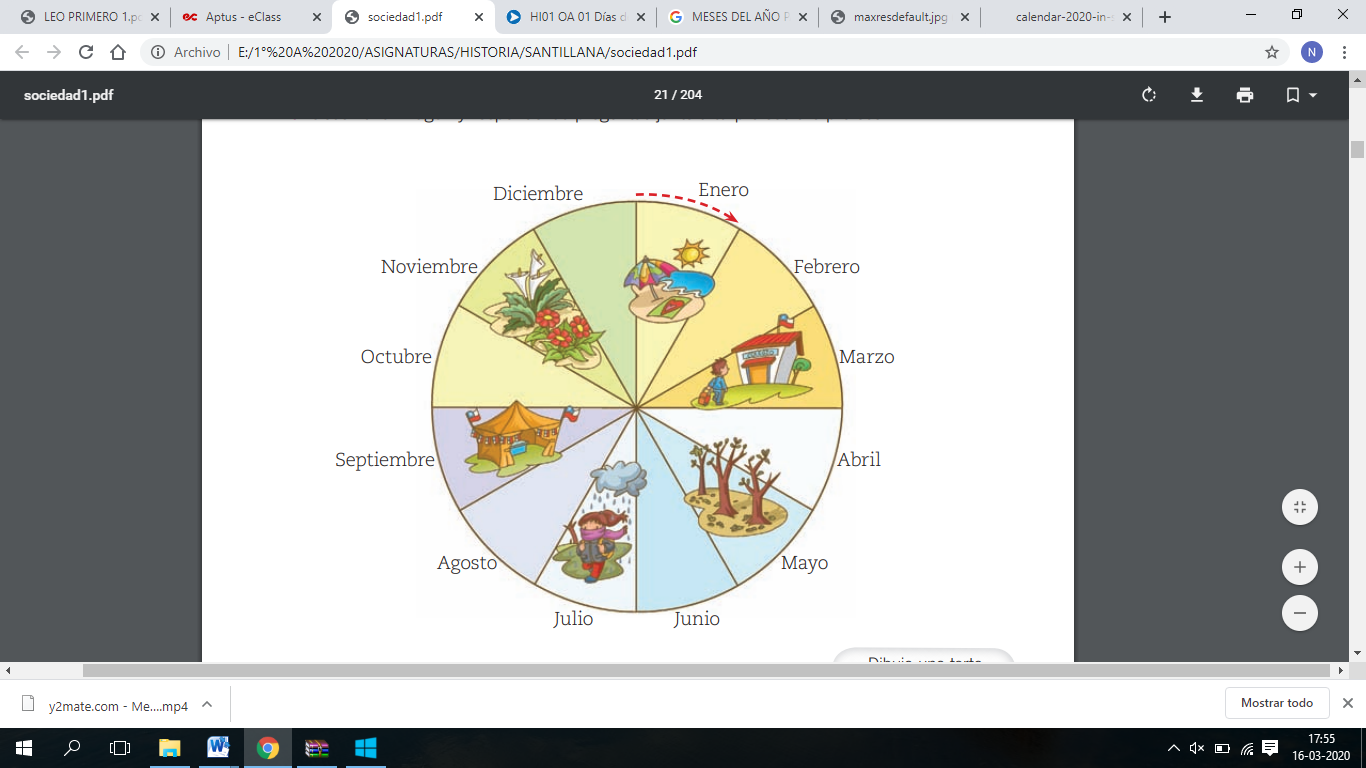 LEO PRIMERO 1.pc
Aptus - eClass
sociedad1.pdf
HI01 OA 01 Días d
MESES DEL AÑO P
maxresdefault.jpg
calendar-2020-in-s
Archivo
E:/1°%20A%202020/ASIGNATURAS/HISTORIA/SANTILLANA/sociedad1.pdf
N
sociedad1.pdf
21 / 204
Diciembre
Enero
Noviembre
Febrero
Octubre
Marzo
Septiembre
Abril
Agosto
Mayo
Julio
Junio
y2mate.com - Me....mp4
Mostrar todo
17:55
16-03-2020